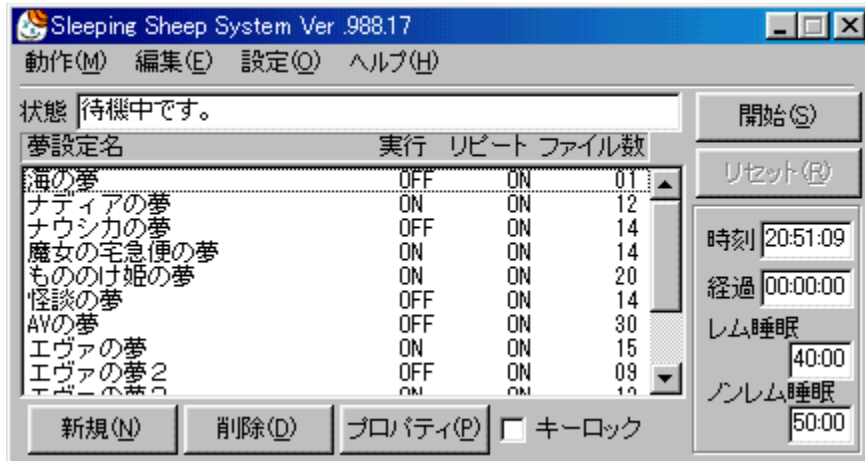 Sleeping Sheep System Ver .988.17
動作(M) 編集(E) 設定(O) ヘルプ(H)
状態 待機中です。
開始(S)
夢設定名 実行 リピート ファイル数
リセット(R)
海の夢 OFF ON 01
ナディアの夢 ON ON 12
ナウシカの夢 OFF ON 14
魔女の宅急便の夢 ON ON 14
もののけ姫の夢 ON ON 20
怪談の夢 OFF ON 14
AVの夢 OFF ON 30
エヴァの夢 ON ON 15
エヴァの夢2 OFF ON 09
時刻 20:51:09
経過 00:00:00
レム睡眠
40:00
ノンレム睡眠
50:00
新規(N) 削除(D) プロパティ(P) キーロック